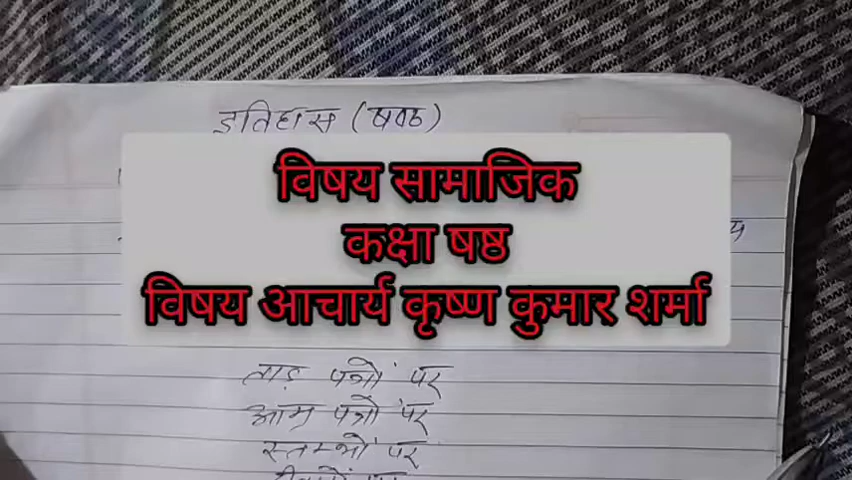 इतिहास (षष्ठ)
विषय सामाजिक
कक्षा षष्ठ
विषय आचार्य कृष्ण कुमार शर्मा
ताड़ पत्रों पर
आम्र पत्रों पर
स्तम्भों पर